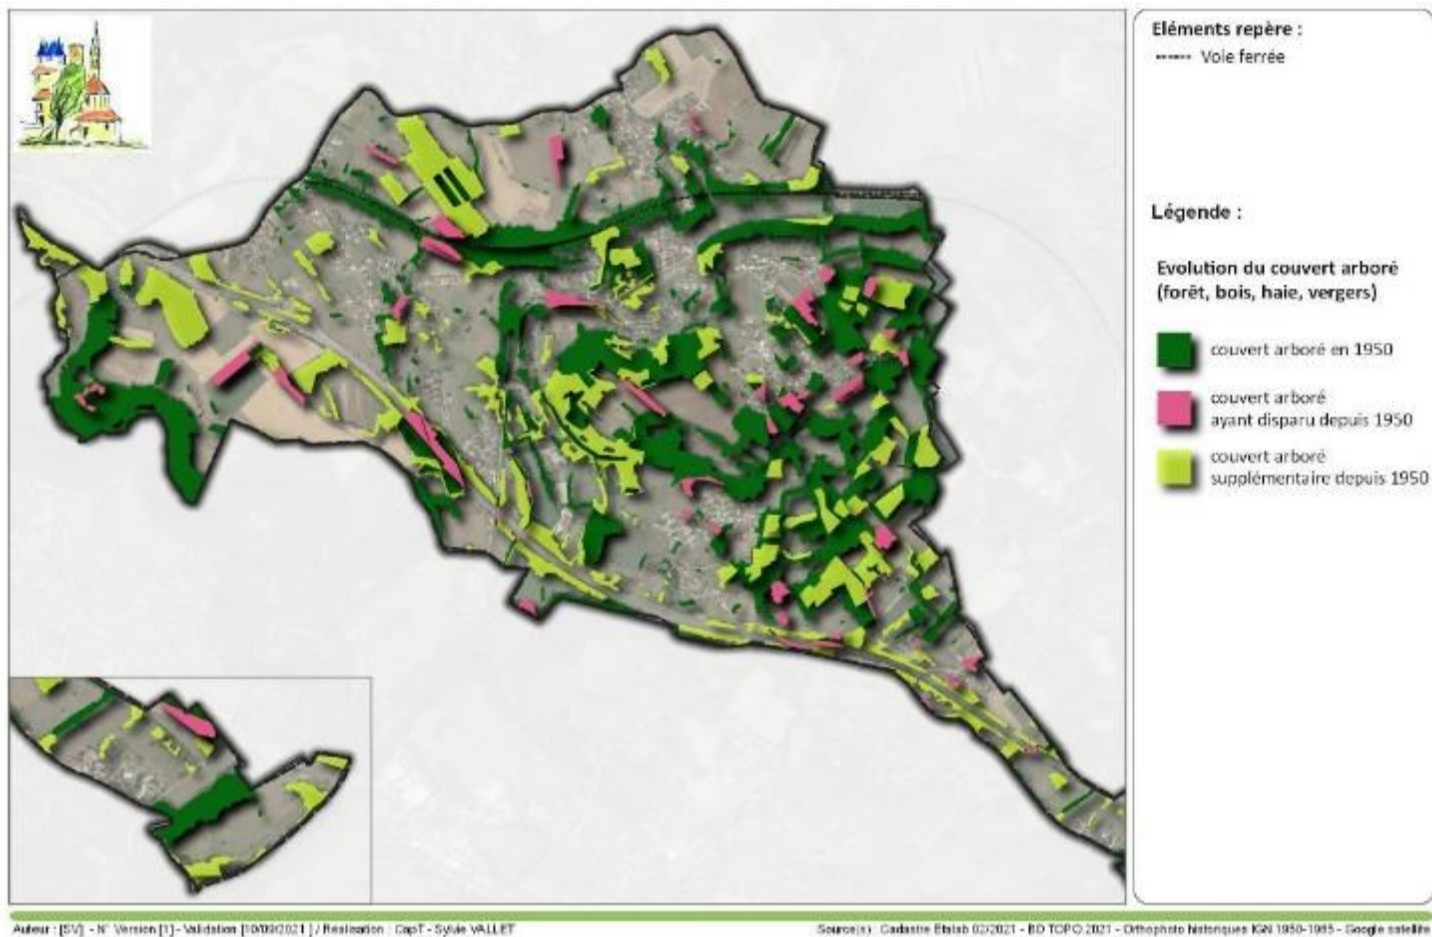 Eléments repère :
Voie ferrée
Légende :
Evolution du couvert arboré
(forêt, bois, haie, vergers)
couvert arboré en 1950
couvert arboré
ayant disparu depuis 1950
couvert arboré
supplémentaire depuis 1950
Auteur : [SV] - N° Version [1] - Validation [10/09/2021 ] / Réalisation : CapT - Sylvie VALLET
Source(s) : Cadastre Etalab 02/2021 - BD TOPO 2021 - Orthophoto historiques IGN 1950-1965 - Google satellite